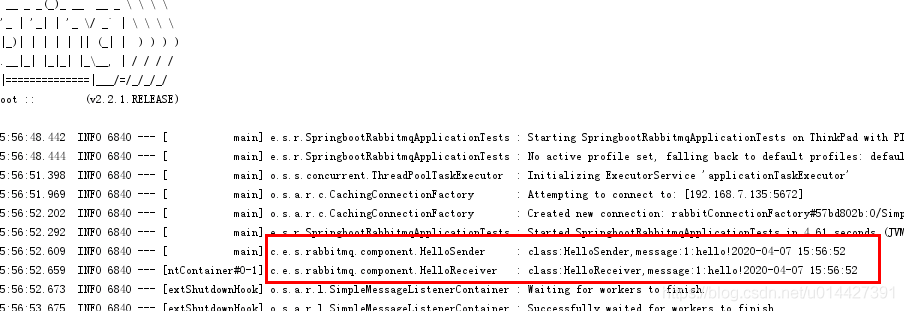 oot ::        (v2.2.1.RELEASE)
5:56:48.442  INFO 6840 --- [           main] e.s.r.SpringbootRabbitmqApplicationTests : Starting SpringbootRabbitmqApplicationTests on ThinkPad with PI
5:56:48.444  INFO 6840 --- [           main] e.s.r.SpringbootRabbitmqApplicationTests : No active profile set, falling back to default profiles: defau
5:56:51.398  INFO 6840 --- [           main] o.s.s.concurrent.ThreadPoolTaskExecutor  : Initializing ExecutorService 'applicationTaskExecutor'
5:56:51.969  INFO 6840 --- [           main] o.s.a.r.c.CachingConnectionFactory       : Attempting to connect to: [192.168.7.135:5672]
5:56:52.202  INFO 6840 --- [           main] o.s.a.r.c.CachingConnectionFactory       : Created new connection: rabbitConnectionFactory#57bd802b:0/Simp
5:56:52.292  INFO 6840 --- [           main] e.s.r.SpringbootRabbitmqApplicationTests : Started SpringbootRabbitmqApplicationTests in 4.61 seconds (JVM
5:56:52.609  INFO 6840 --- [           main] c.e.s.rabbitmq.component.HelloSender     : class:HelloSender,message:1:hello!2020-04-07 15:56:52
5:56:52.659  INFO 6840 --- [ntContainer#0-1] c.e.s.rabbitmq.component.HelloReceiver   : class:HelloReceiver,message:1:hello!2020-04-07 15:56:52
5:56:52.673  INFO 6840 --- [extShutdownHook] o.s.a.r.l.SimpleMessageListenerContainer : Waiting for workers to finish.
5:56:53.675  INFO 6840 --- [extShutdownHook] o.s.a.r.l.SimpleMessageListenerContainer : Successfully waited for workers to finish.
https://blog.csdn.net/u014427391